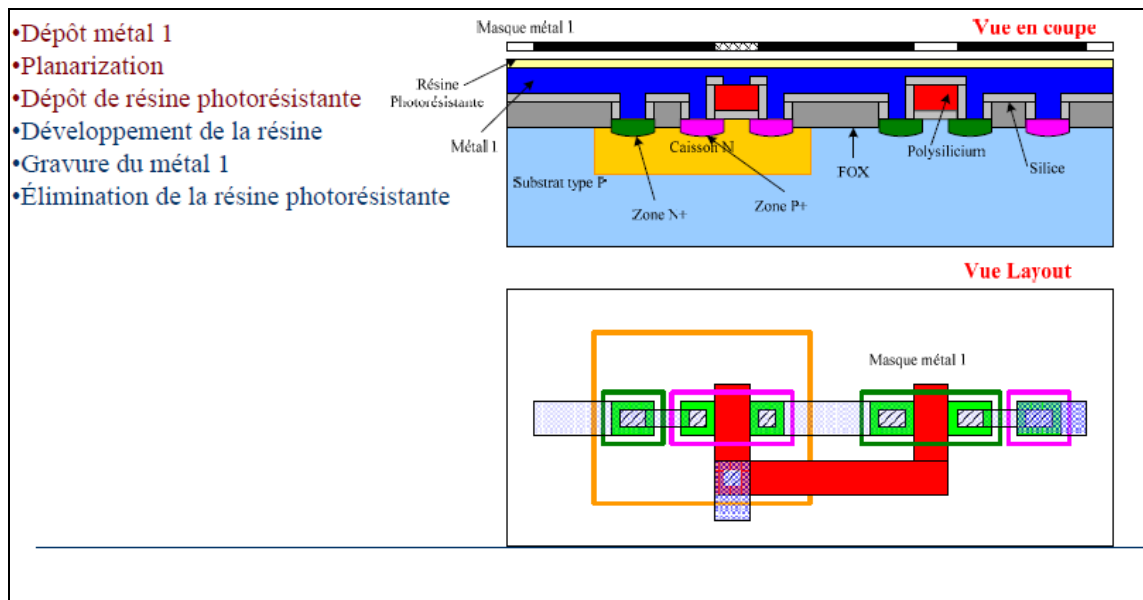 •Dépôt métal 1
•Planarization
•Dépôt de résine photorésistante
•Développement de la résine
•Gravure du métal 1
•Élimination de la résine photorésistante
Masque métal 1
Vue en coupe
Résine
Photorésistante
Métal 1
Caisson N
Polysilicium
FOX
Silice
Substrat type P
Zone N+
Zone P+
Vue Layout
Masque métal 1